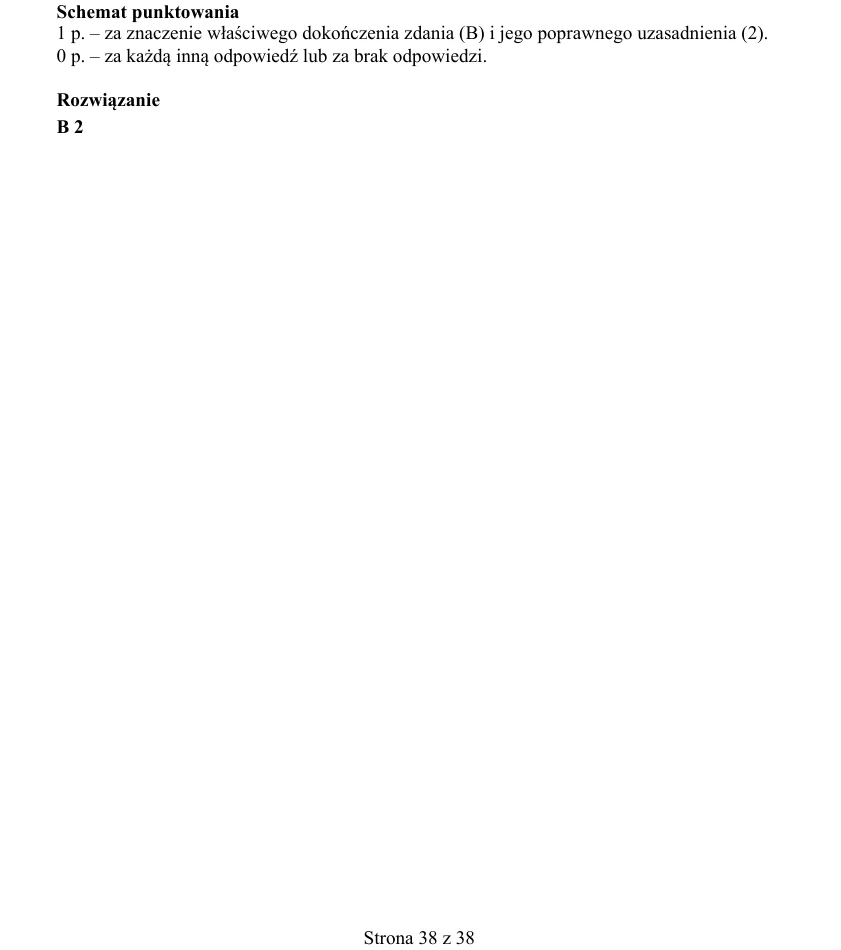 Schemat punktowania
1 p. – za znaczenie właściwego dokończenia zdania (B) i jego poprawnego uzasadnienia (2).
0 p. – za każdą inną odpowiedź lub za brak odpowiedzi.
Rozwiązanie
B 2
Strona 38 z 38